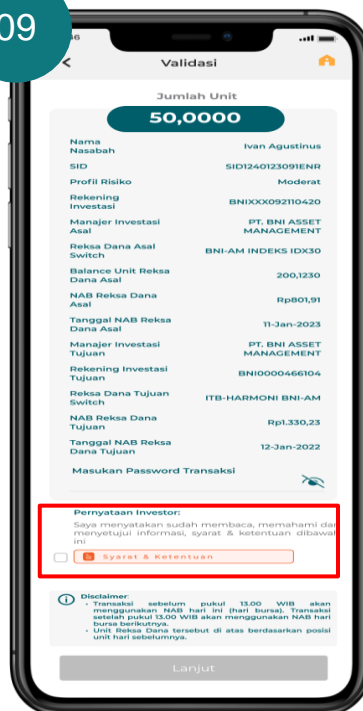 09
Validasi
Jumlah Unit
50,0000
Nama
Nasabah
Ivan Agustinus
SID
SID1240123091ENR
Profil Risiko
Moderat
Rekening
Investasi
BNIXXX092110420
Manajer Investasi
Asal
PT. BNI ASSET
MANAGEMENT
Reksa Dana Asal
Switch
BNI-AM INDEKS IDX30
Balance Unit Reksa
Dana Asal
200,1230
NAB Reksa Dana
Asal
Rp801,91
Tanggal NAB Reksa
Dana Asal
11-Jan-2023
Manajer Investasi
Tujuan
PT. BNI ASSET
MANAGEMENT
Rekening Investasi
Tujuan
BNI0000466104
Reksa Dana Tujuan
Switch
ITB-HARMONI BNI-AM
NAB Reksa Dana
Tujuan
Rp1.330,23
Tanggal NAB Reksa
Dana Tujuan
12-Jan-2022
Masukan Password Transaksi
Pernyataan Investor:
Saya menyatakan sudah membaca, memahami dan
menyetujui informasi, syarat & ketentuan dibawah
ini
Syarat & Ketentuan
Disclaimer:
• Transaksi sebelum pukul 13.00 WIB akan
menggunakan NAB hari ini (hari bursa). Transaksi
setelah pukul 13.00 WIB akan menggunakan NAB hari
bursa berikutnya.
• Unit Reksa Dana tersebut di atas berdasarkan posisi
unit hari sebelumnya.
Lanjut